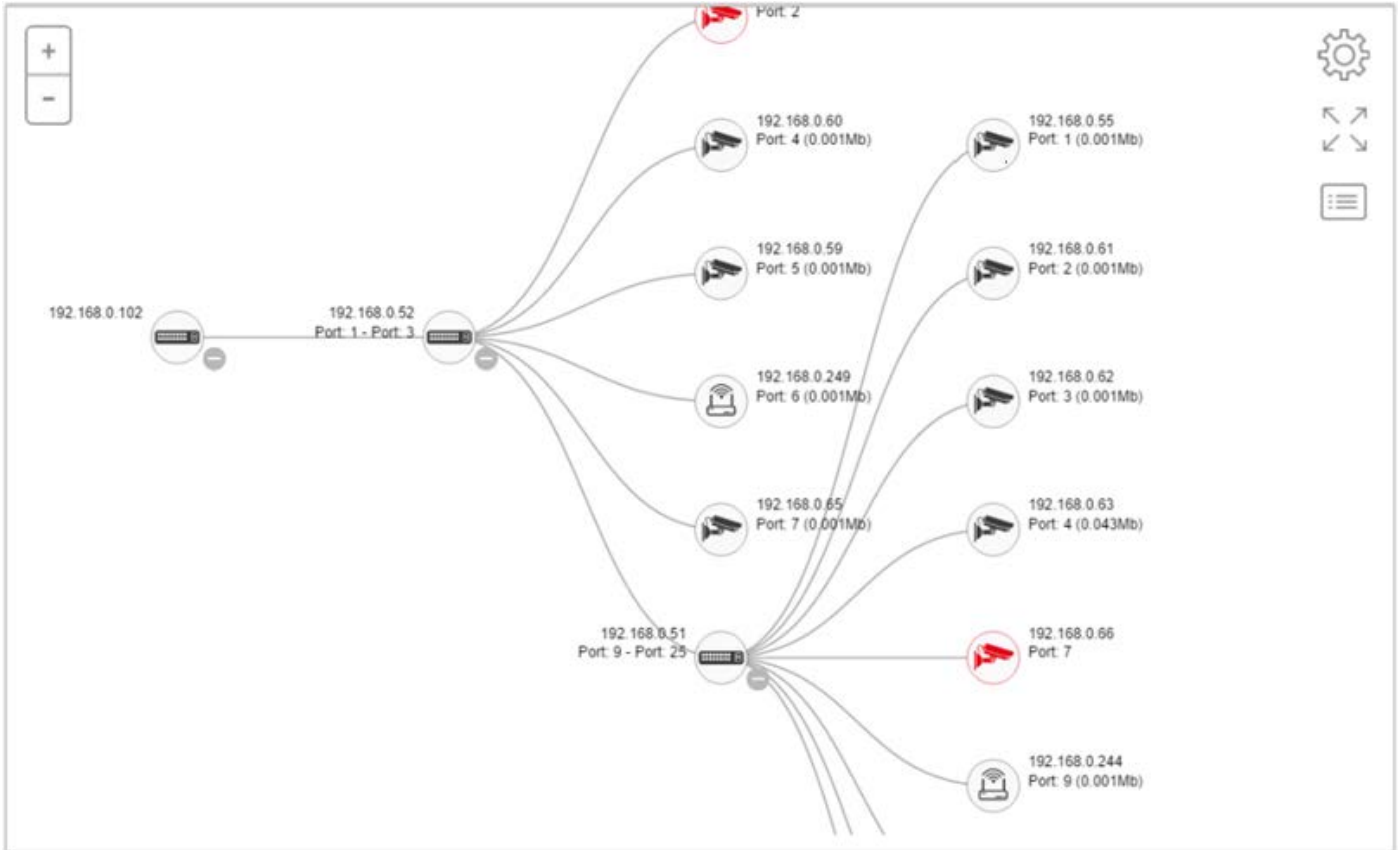 +
-
Port: 2
192.168.0.60
Port: 4 (0.001Mb)
192.168.0.59
Port: 5 (0.001Mb)
192.168.0.102
192.168.0.52
Port: 1 - Port: 3
192.168.0.249
Port: 6 (0.001Mb)
192.168.0.65
Port: 7 (0.001Mb)
192.168.0.51
Port: 9 - Port: 25
192.168.0.55
Port: 1 (0.001Mb)
192.168.0.61
Port: 2 (0.001Mb)
192.168.0.62
Port: 3 (0.001Mb)
192.168.0.63
Port: 4 (0.043Mb)
192.168.0.66
Port: 7
192.168.0.244
Port: 9 (0.001Mb)